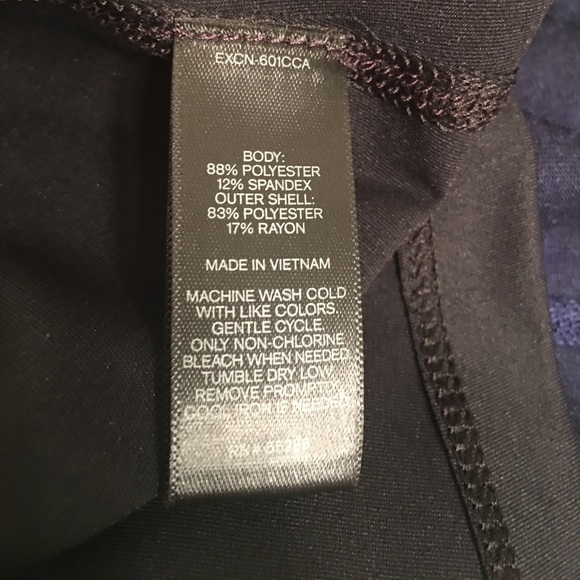 EXCN-601CCA
BODY:
88% POLYESTER
12% SPANDEX
OUTER SHELL:
83% POLYESTER
17% RAYON
MADE IN VIETNAM
MACHINE WASH COLD
WITH LIKE COLORS.
GENTLE CYCLE.
ONLY NON-CHLORINE
BLEACH WHEN NEEDED.
TUMBLE DRY LOW.
REMOVE PROMPTLY.
COOL IRON IF NEEDED.
RN #